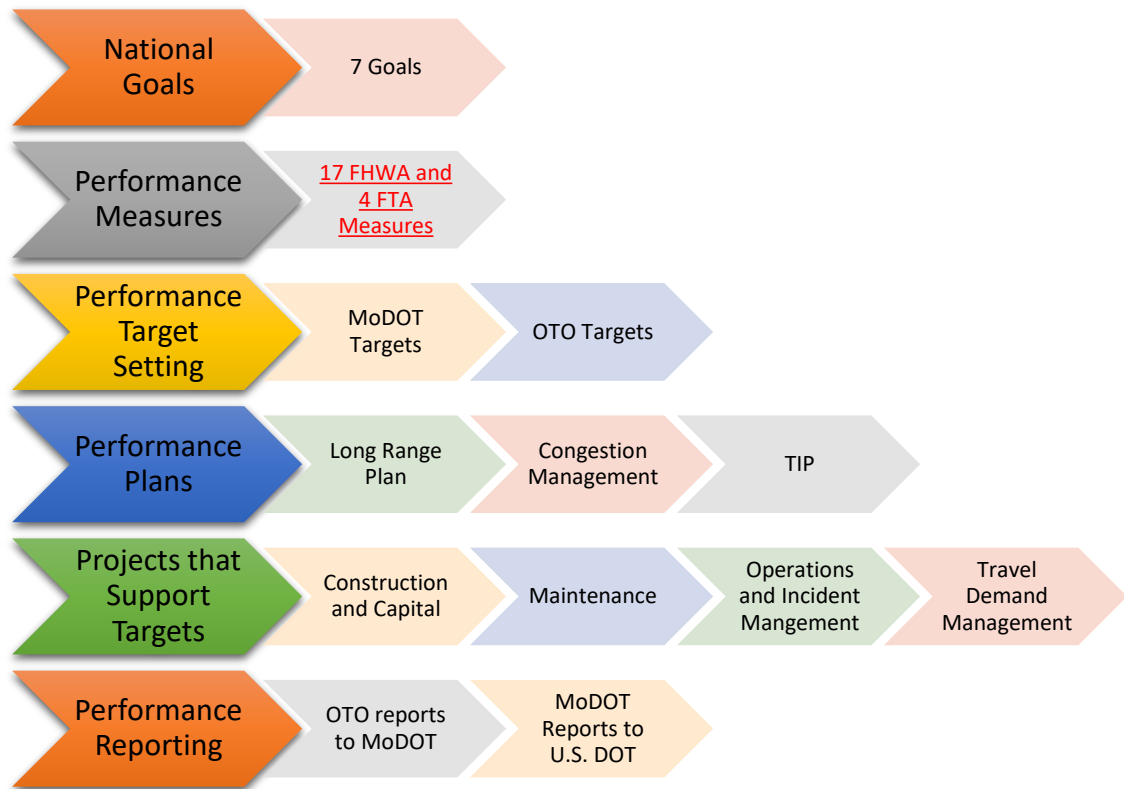 National
Goals
7 Goals
Performance
Measures
17 FHWA and
4 FTA
Measures
Performance
Target
Setting
MoDOT
Targets
OTO Targets
Performance
Plans
Long Range
Plan
Congestion
Management
TIP
Projects that
Support
Targets
Construction
and Capital
Maintenance
Operations
and Incident
Mangement
Travel
Demand
Management
Performance
Reporting
OTO reports
to MoDOT
MoDOT
Reports to
U.S. DOT